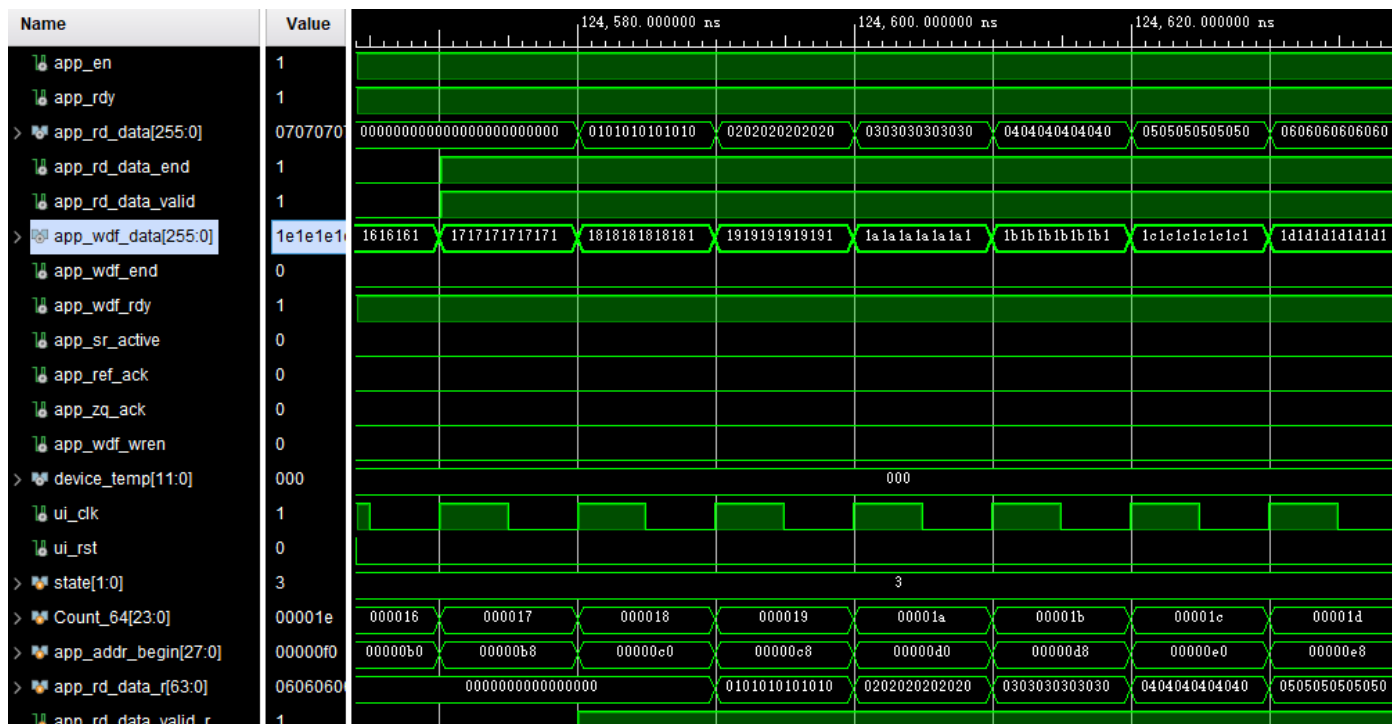 Name Value 124,580.000000 ns 124,600.000000 ns 124,620.000000 ns
app_en 1
app_rdy 1
app_rd_data[255:0] 0707070 0000000000000000000000000 0101010101010 0202020202020 0303030303030 0404040404040 0505050505050 0606060606060
app_rd_data_end 1
app_rd_data_valid 1
app_wdf_data[255:0] 1e1e1e1 1616161 1717171717171 1818181818181 1919191919191 1a1a1a1a1a1a1 1b1b1b1b1b1b1 1c1c1c1c1c1c1 1d1d1d1d1d1d1
app_wdf_end 0
app_wdf_rdy 1
app_sr_active 0
app_ref_ack 0
app_zq_ack 0
app_wdf_wren 0
device_temp[11:0] 000 000
ui_clk 1
ui_rst 0
state[1:0] 3 3
Count_64[23:0] 00001e 000016 000017 000018 000019 00001a 00001b 00001c 00001d
app_addr_begin[27:0] 00000f0 00000b0 00000b8 00000c0 00000c8 00000d0 00000d8 00000e0 00000e8
app_rd_data_r[63:0] 0606060 0000000000000000 0101010101010 0202020202020 0303030303030 0404040404040 0505050505050
app_rd_data_valid_r 1